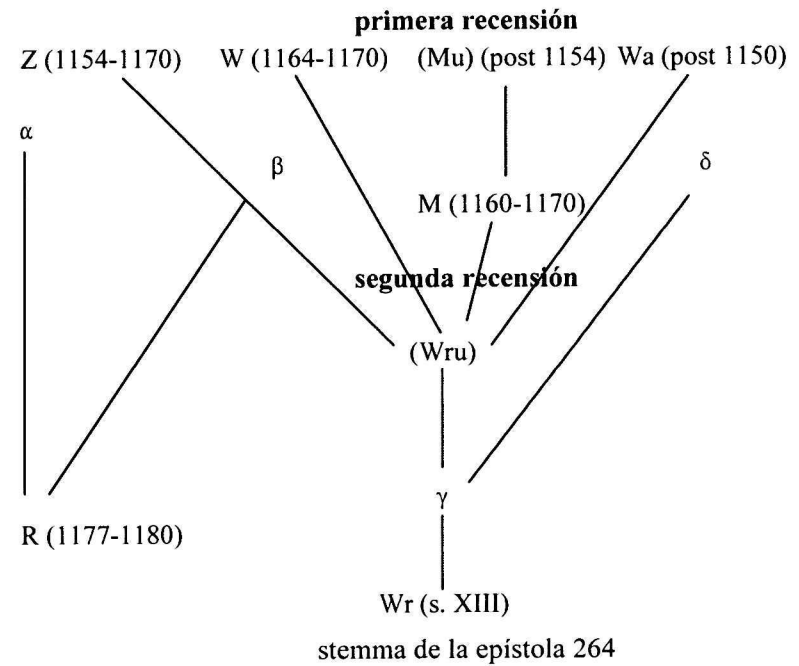 primera recensión
Z (1154-1170) W (1164-1170) (Mu) (post 1154) Wa (post 1150)
α
β
δ
M (1160-1170)
segunda recensión
(Wru)
γ
R (1177-1180)
Wr (s. XIII)
stemma de la epístola 264